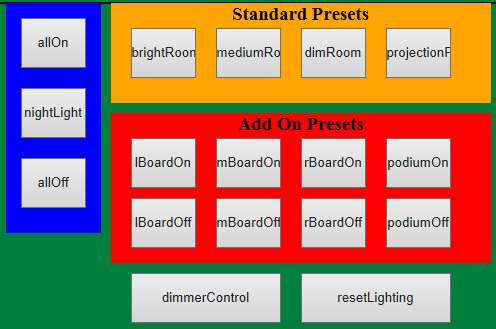 allOn
nightLight
allOff
Standard Presets
brightRoon
mediumRo
dimRoom
projectionF
Add On Presets
lBoardOn
mBoardOn
rBoardOn
podiumOn
lBoardOff
mBoardOff
rBoardOff
podiumOff
dimmerControl
resetLighting